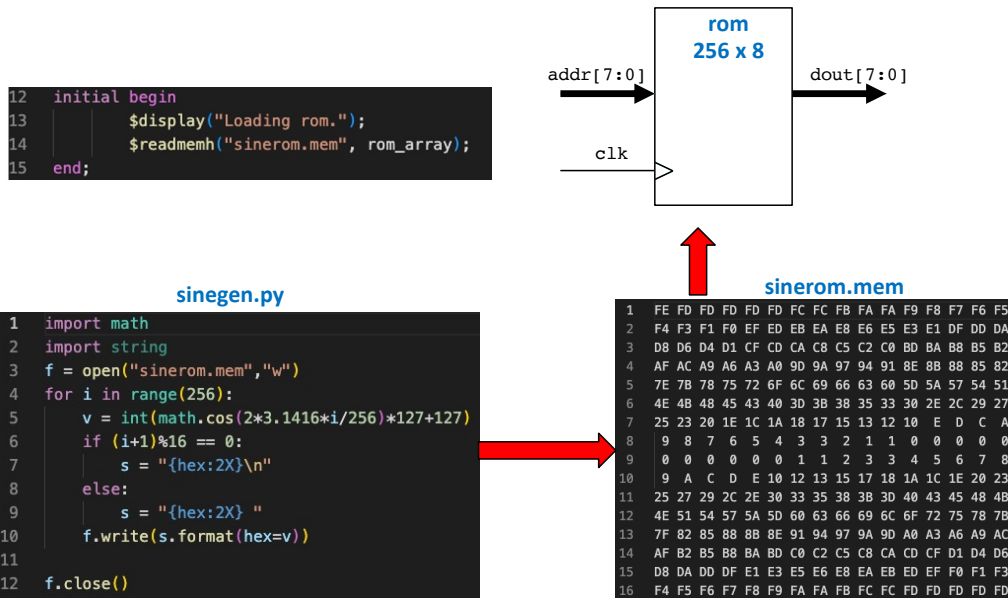 rom
256 x 8
addr[7:0]
dout[7:0]
clk
12 initial begin
13 $display("Loading rom.");
14 $readmemh("sinerom.mem", rom_array);
15 end;
sinegen.py
1 import math
2 import string
3 f = open("sinerom.mem","w")
4 for i in range(256):
5 v = int(math.cos(2*3.1416*i/256)*127+127)
6 if (i+1)%16 == 0:
7 s = "{hex:2X}\n"
8 else:
9 s = "{hex:2X} "
10 f.write(s.format(hex=v))
11
12 f.close()
sinerom.mem
1 FE FD FD FD FD FD FC FC FB FA FA F9 F8 F7 F6 F5
2 F4 F3 F1 F0 EF ED EB EA E8 E6 E5 E3 E1 DF DD DA
3 D8 D6 D4 D1 CF CD CA C8 C5 C2 C0 BD BA B8 B5 B2
4 AF AC A9 A6 A3 A0 9D 9A 97 94 91 8E 8B 88 85 82
5 7E 7B 78 75 72 6F 6C 69 66 63 60 5D 5A 57 54 51
6 4E 4B 48 45 43 40 3D 3B 38 35 33 30 2E 2C 29 27
7 25 23 20 1E 1C 1A 18 17 15 13 12 10 E D C A
8 9 8 7 6 5 4 3 3 2 1 1 0 0 0 0 0
9 0 0 0 0 0 0 1 1 2 3 3 4 5 6 7 8
10 9 A C D E 10 12 13 15 17 18 1A 1C 1E 20 23
11 25 27 29 2C 2E 30 33 35 38 3B 3D 40 43 45 48 4B
12 4E 51 54 57 5A 5D 60 63 66 69 6C 6F 72 75 78 7B
13 7F 82 85 88 8B 8E 91 94 97 9A 9D A0 A3 A6 A9 AC
14 AF B2 B5 B8 BA BD C0 C2 C5 C8 CA CD CF D1 D4 D6
15 D8 DA DD DF E1 E3 E5 E6 E8 EA EB ED EF F0 F1 F3
16 F4 F5 F6 F7 F8 F9 FA FA FB FC FC FD FD FD FD FD